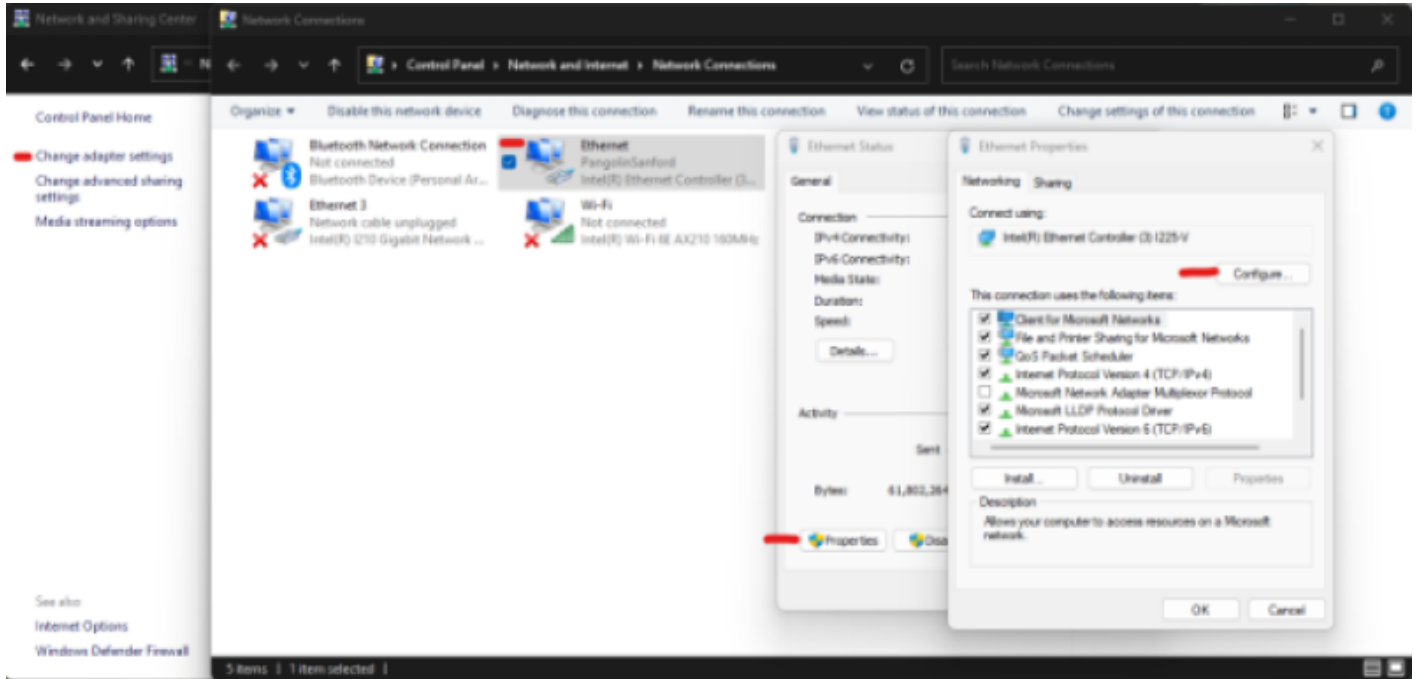 Network and Sharing Center
Network Connections
Control Panel > Network and Internet > Network Connections
Search Network Connections
Control Panel Home
Change adapter settings
Change advanced sharing
settings
Media streaming options
See also
Internet Options
Windows Defender Firewall
Organize
Disable this network device
Diagnose this connection
Rename this connection
View status of this connection
Change settings of this connection
Bluetooth Network Connection
Not connected
Bluetooth Device (Personal Ar...
Ethernet
PangolinSanford
Intel(R) Ethernet Controller (3...
Ethernet 3
Network cable unplugged
Intel(R) I210 Gigabit Network ...
Wi-Fi
Not connected
Intel(R) Wi-Fi 6E AX210 160MHz
Ethernet Status
General
Connection
IPv4 Connectivity:
IPv6 Connectivity:
Media State:
Duration:
Speed:
Details...
Activity
Sent
Bytes: 61,802,264
Properties
Disa
Ethernet Properties
Networking
Sharing
Connect using:
Intel(R) Ethernet Controller (3) I225-V
Configure...
This connection uses the following items:
Client for Microsoft Networks
File and Printer Sharing for Microsoft Networks
QoS Packet Scheduler
Internet Protocol Version 4 (TCP/IPv4)
Microsoft Network Adapter Multiplexor Protocol
Microsoft LLDP Protocol Driver
Internet Protocol Version 6 (TCP/IPv6)
Install...
Uninstall
Properties
Description
Allows your computer to access resources on a Microsoft
network.
OK
Cancel
5 items
1 item selected